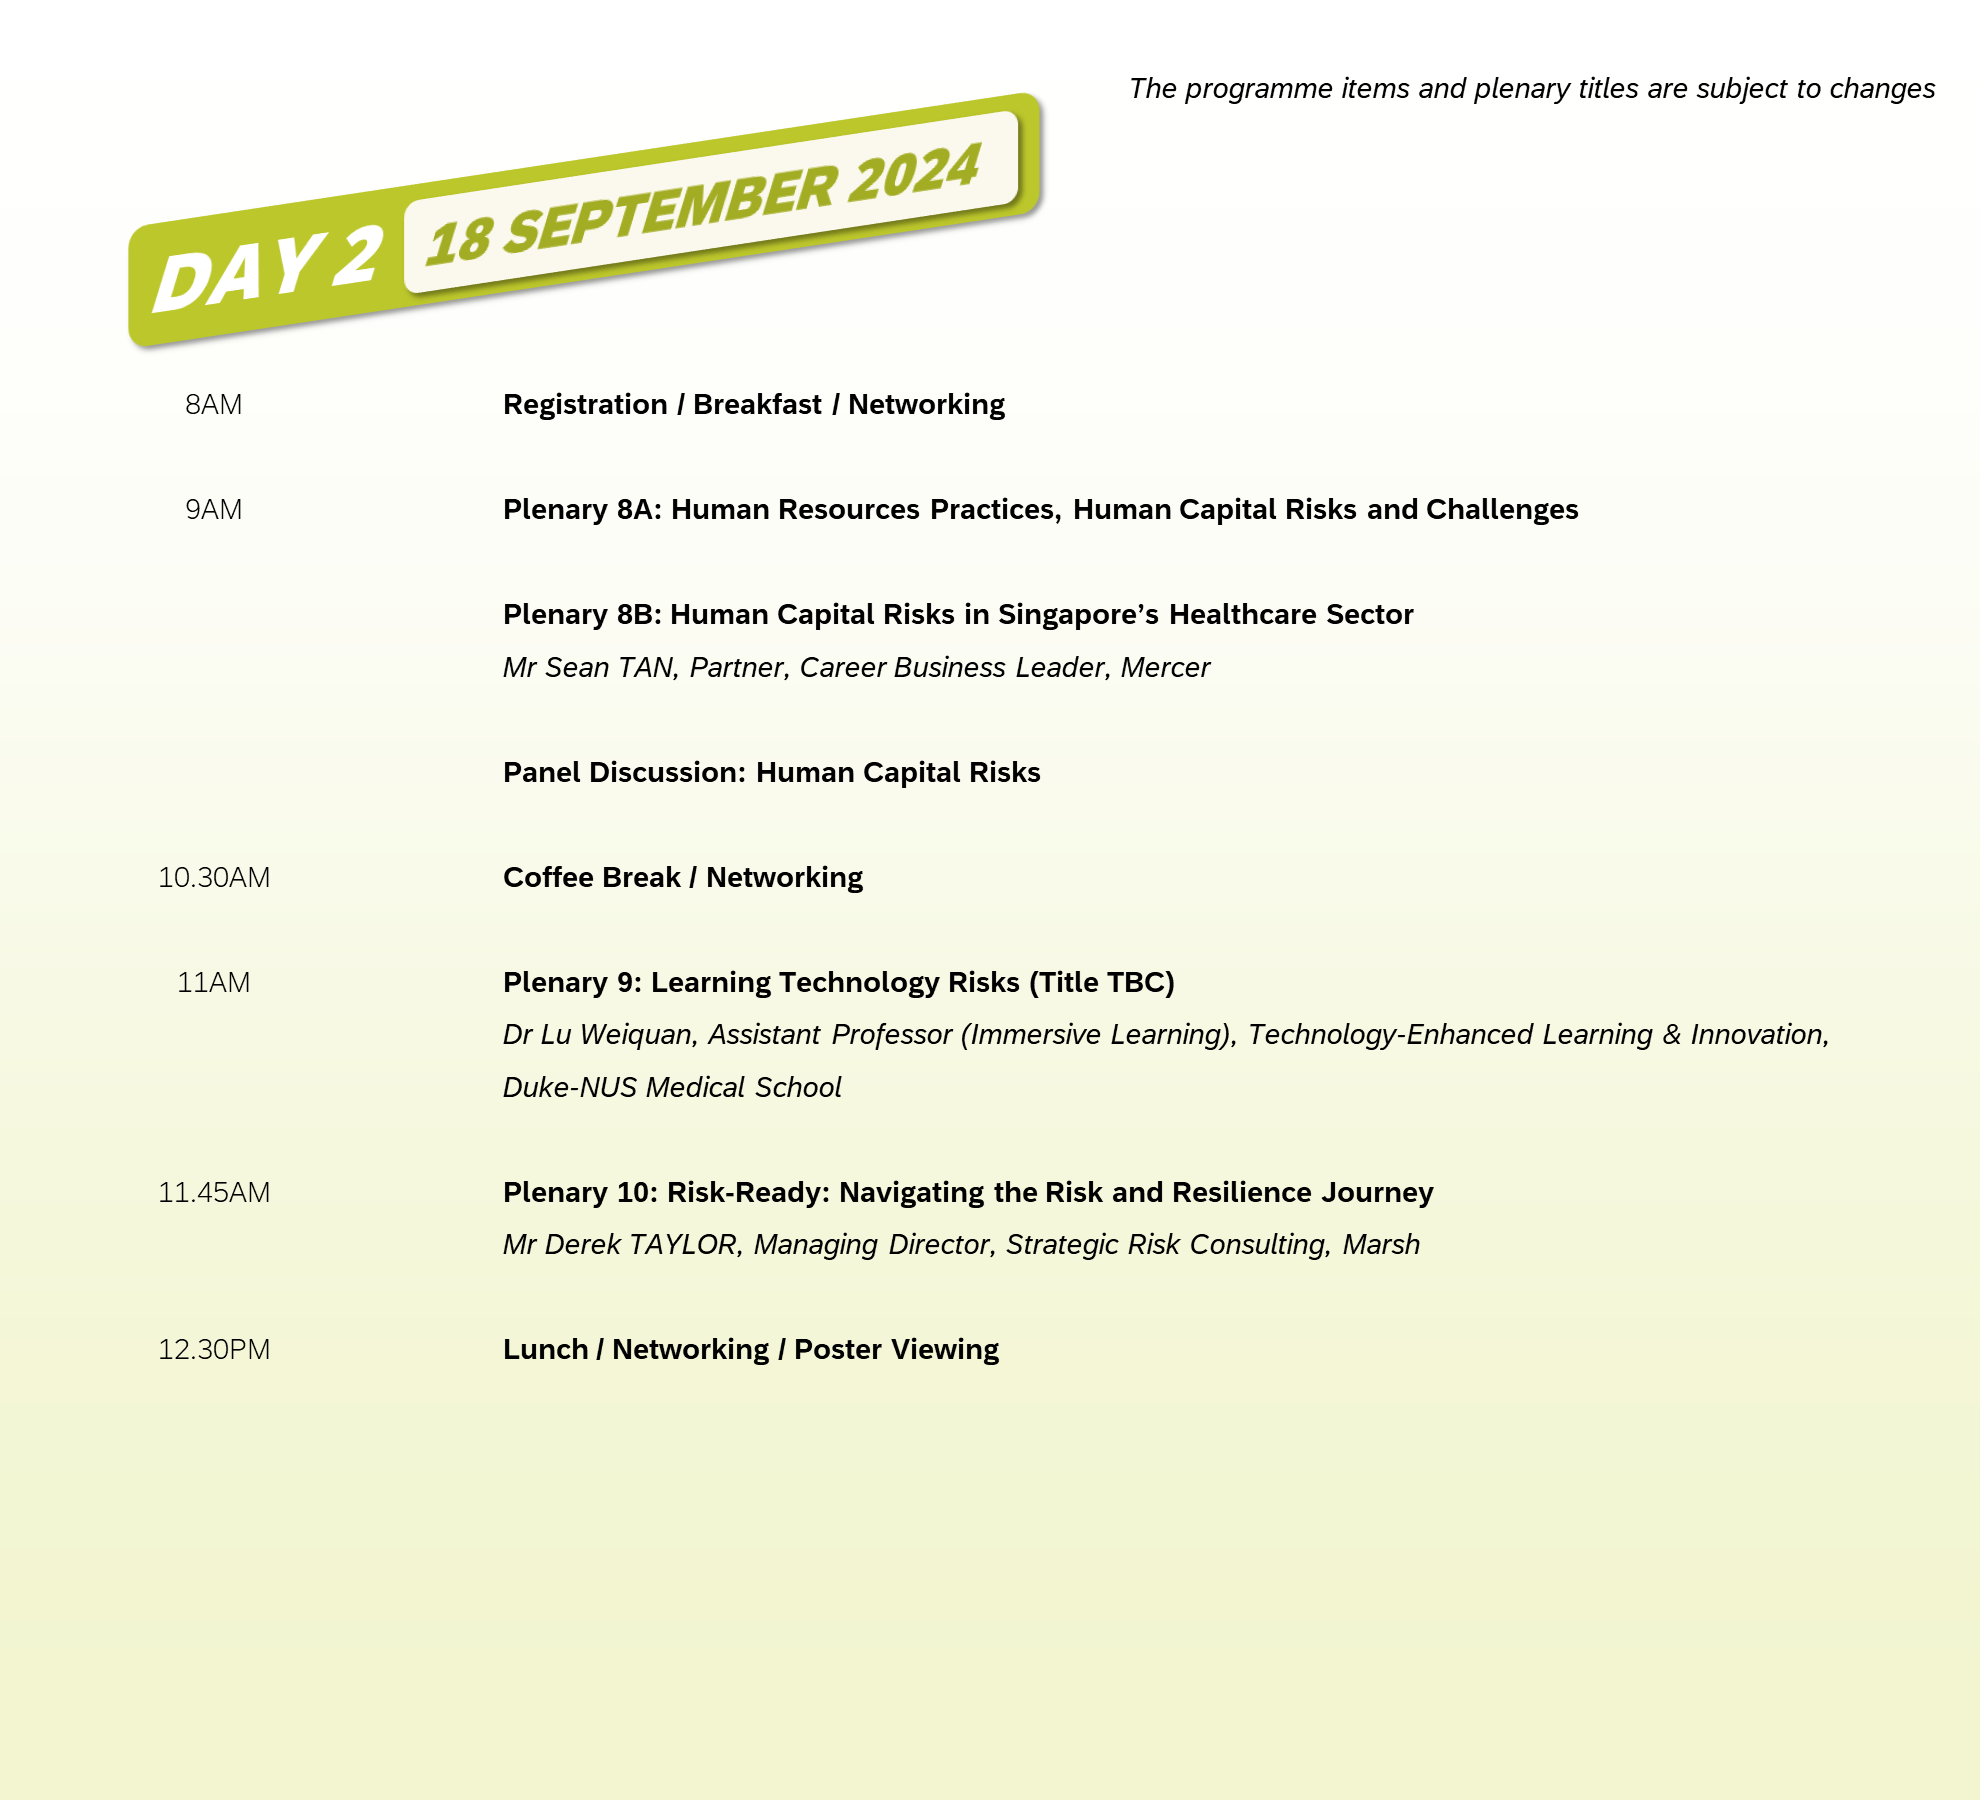 The programme items and plenary titles are subject to changes
DAY 2 18 SEPTEMBER 2024
8AM Registration / Breakfast / Networking
9AM Plenary 8A: Human Resources Practices, Human Capital Risks and Challenges
Plenary 8B: Human Capital Risks in Singapore’s Healthcare Sector
Mr Sean TAN, Partner, Career Business Leader, Mercer
Panel Discussion: Human Capital Risks
10.30AM Coffee Break / Networking
11AM Plenary 9: Learning Technology Risks (Title TBC)
Dr Lu Weiquan, Assistant Professor (Immersive Learning), Technology-Enhanced Learning & Innovation,
Duke-NUS Medical School
11.45AM Plenary 10: Risk-Ready: Navigating the Risk and Resilience Journey
Mr Derek TAYLOR, Managing Director, Strategic Risk Consulting, Marsh
12.30PM Lunch / Networking / Poster Viewing